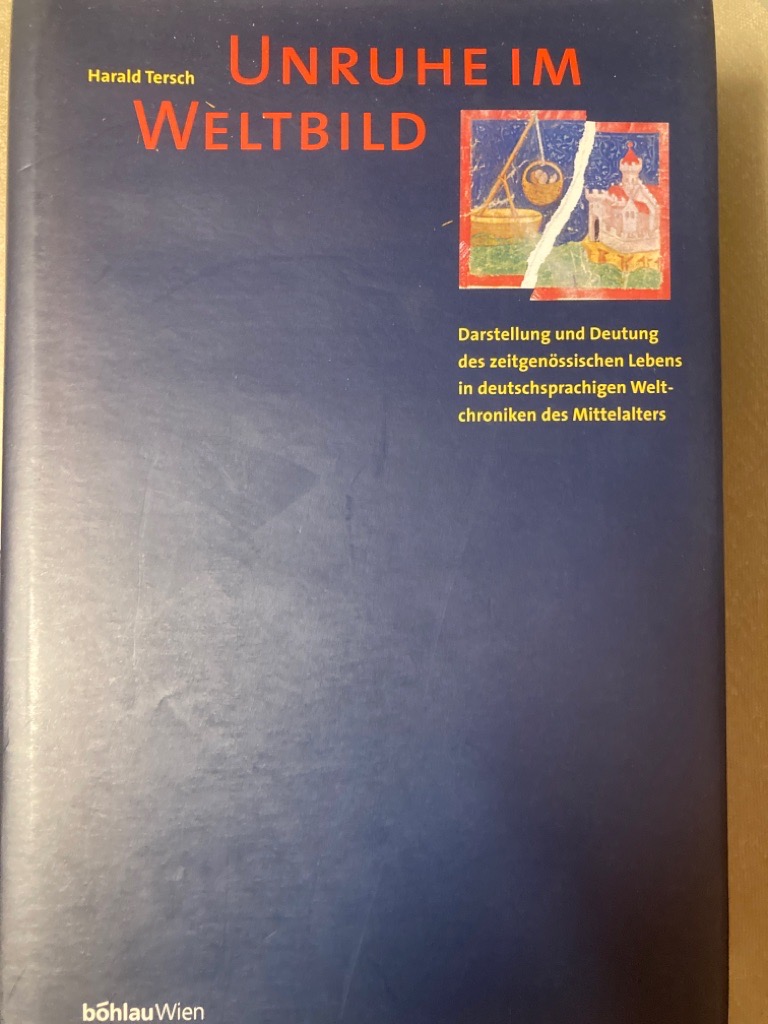 Harald Tersch
UNRUHE IM
WELTBILD
Darstellung und Deutung
des zeitgenössischen Lebens
in deutschsprachigen Welt-
chroniken des Mittelalters
böhlauWien